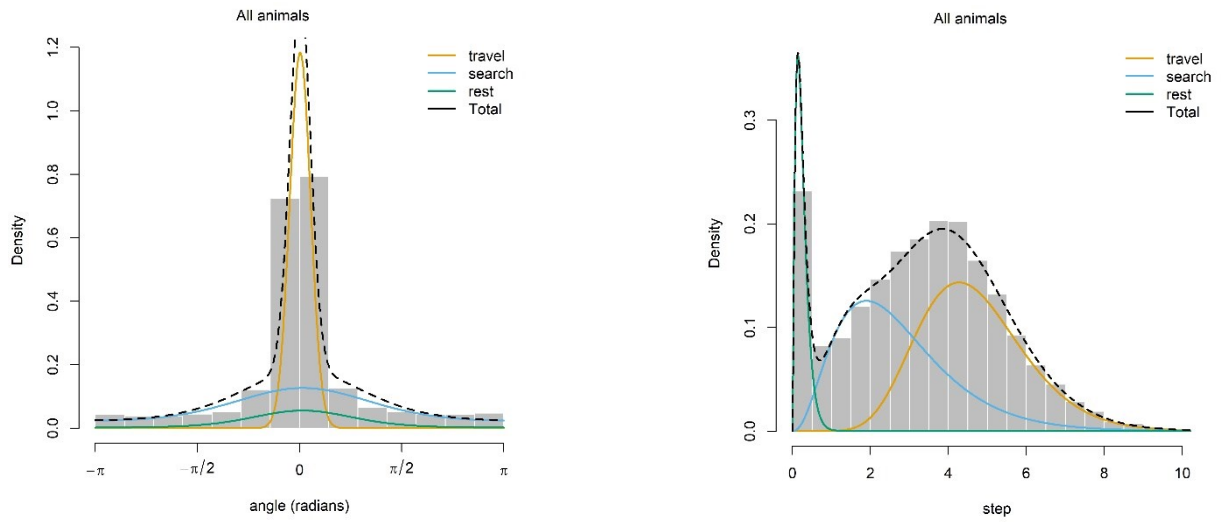 All animals
travel
search
rest
Total
Density
0.0
0.2
0.4
0.6
0.8
1.0
1.2
−π
−π/2
0
π/2
π
angle (radians)
All animals
travel
search
rest
Total
Density
0.0
0.1
0.2
0.3
0
2
4
6
8
10
step